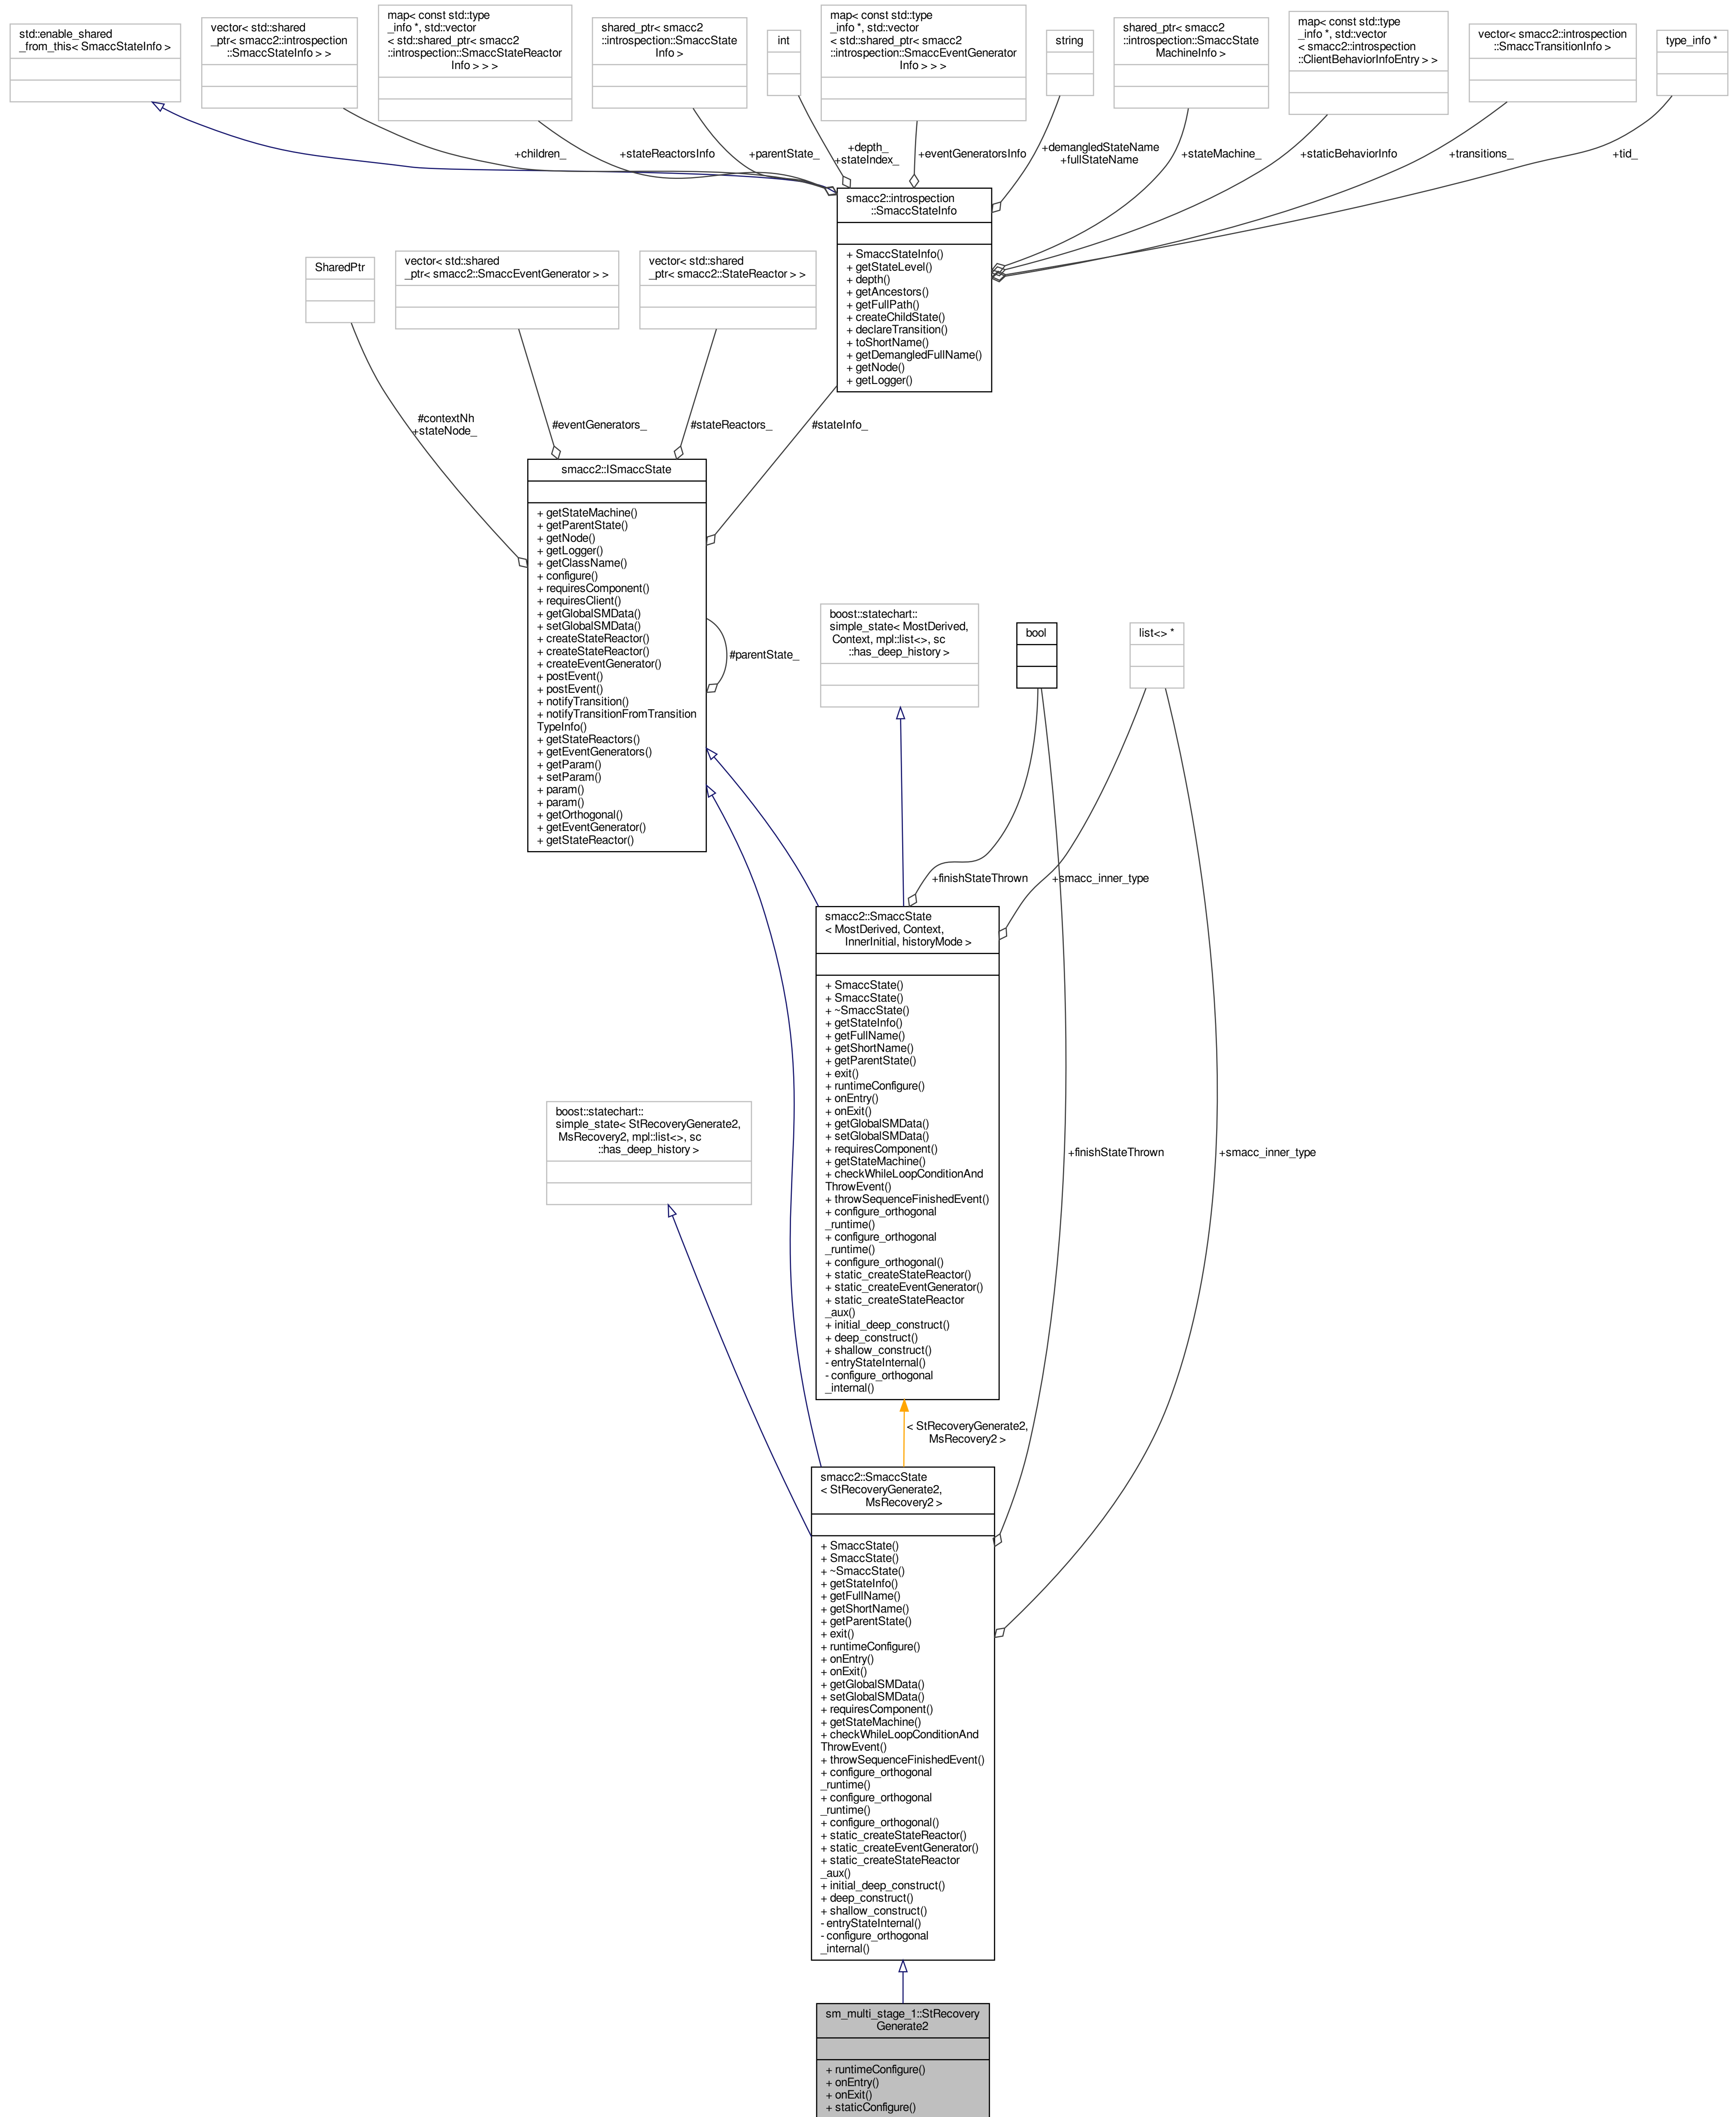 std::enable_shared
_from_this< SmaccStateInfo >
vector< std::shared
_ptr< smacc2::introspection
::SmaccStateInfo > >
map< const std::type
_info *, std::vector
< std::shared_ptr< smacc2
::introspection::SmaccStateReactor
Info > > >
shared_ptr< smacc2
::introspection::SmaccState
Info >
int
map< const std::type
_info *, std::vector
< std::shared_ptr< smacc2
::introspection::SmaccEventGenerator
Info > > >
string
shared_ptr< smacc2
::introspection::SmaccState
MachineInfo >
map< const std::type
_info *, std::vector
< smacc2::introspection
::ClientBehaviorInfoEntry > >
vector< smacc2::introspection
::SmaccTransitionInfo >
type_info *
+children_
+stateReactorsInfo
+parentState_
+depth_
+stateIndex_
+eventGeneratorsInfo
+demangledStateName
+fullStateName
+stateMachine_
+staticBehaviorInfo
+transitions_
+tid_
smacc2::introspection
::SmaccStateInfo
+ SmaccStateInfo()
+ getStateLevel()
+ depth()
+ getAncestors()
+ getFullPath()
+ createChildState()
+ declareTransition()
+ toShortName()
+ getDemangledFullName()
+ getNode()
+ getLogger()
SharedPtr
vector< std::shared
_ptr< smacc2::SmaccEventGenerator > >
vector< std::shared
_ptr< smacc2::StateReactor > >
#contextNh
+stateNode_
#eventGenerators_
#stateReactors_
#stateInfo_
smacc2::ISmaccState
+ getStateMachine()
+ getParentState()
+ getNode()
+ getLogger()
+ getClassName()
+ configure()
+ requiresComponent()
+ requiresClient()
+ getGlobalSMData()
+ setGlobalSMData()
+ createStateReactor()
+ createStateReactor()
+ createEventGenerator()
+ postEvent()
+ postEvent()
+ notifyTransition()
+ notifyTransitionFromTransition
TypeInfo()
+ getStateReactors()
+ getEventGenerators()
+ getParam()
+ setParam()
+ param()
+ param()
+ getOrthogonal()
+ getEventGenerator()
+ getStateReactor()
#parentState_
boost::statechart::
simple_state< MostDerived,
Context, mpl::list<>, sc
::has_deep_history >
bool
list<> *
+finishStateThrown
+smacc_inner_type
smacc2::SmaccState
< MostDerived, Context,
InnerInitial, historyMode >
+ SmaccState()
+ SmaccState()
+ ~SmaccState()
+ getStateInfo()
+ getFullName()
+ getShortName()
+ getParentState()
+ exit()
+ runtimeConfigure()
+ onEntry()
+ onExit()
+ getGlobalSMData()
+ setGlobalSMData()
+ requiresComponent()
+ getStateMachine()
+ checkWhileLoopConditionAnd
ThrowEvent()
+ throwSequenceFinishedEvent()
+ configure_orthogonal
_runtime()
+ configure_orthogonal
_runtime()
+ configure_orthogonal()
+ static_createStateReactor()
+ static_createEventGenerator()
+ static_createStateReactor
_aux()
+ initial_deep_construct()
+ deep_construct()
+ shallow_construct()
- entryStateInternal()
- configure_orthogonal
_internal()
boost::statechart::
simple_state< StRecoveryGenerate2,
MsRecovery2, mpl::list<>, sc
::has_deep_history >
+finishStateThrown
+smacc_inner_type
< StRecoveryGenerate2,
MsRecovery2 >
smacc2::SmaccState
< StRecoveryGenerate2,
MsRecovery2 >
+ SmaccState()
+ SmaccState()
+ ~SmaccState()
+ getStateInfo()
+ getFullName()
+ getShortName()
+ getParentState()
+ exit()
+ runtimeConfigure()
+ onEntry()
+ onExit()
+ getGlobalSMData()
+ setGlobalSMData()
+ requiresComponent()
+ getStateMachine()
+ checkWhileLoopConditionAnd
ThrowEvent()
+ throwSequenceFinishedEvent()
+ configure_orthogonal
_runtime()
+ configure_orthogonal
_runtime()
+ configure_orthogonal()
+ static_createStateReactor()
+ static_createEventGenerator()
+ static_createStateReactor
_aux()
+ initial_deep_construct()
+ deep_construct()
+ shallow_construct()
- entryStateInternal()
- configure_orthogonal
_internal()
sm_multi_stage_1::StRecovery
Generate2
+ runtimeConfigure()
+ onEntry()
+ onExit()
+ staticConfigure()